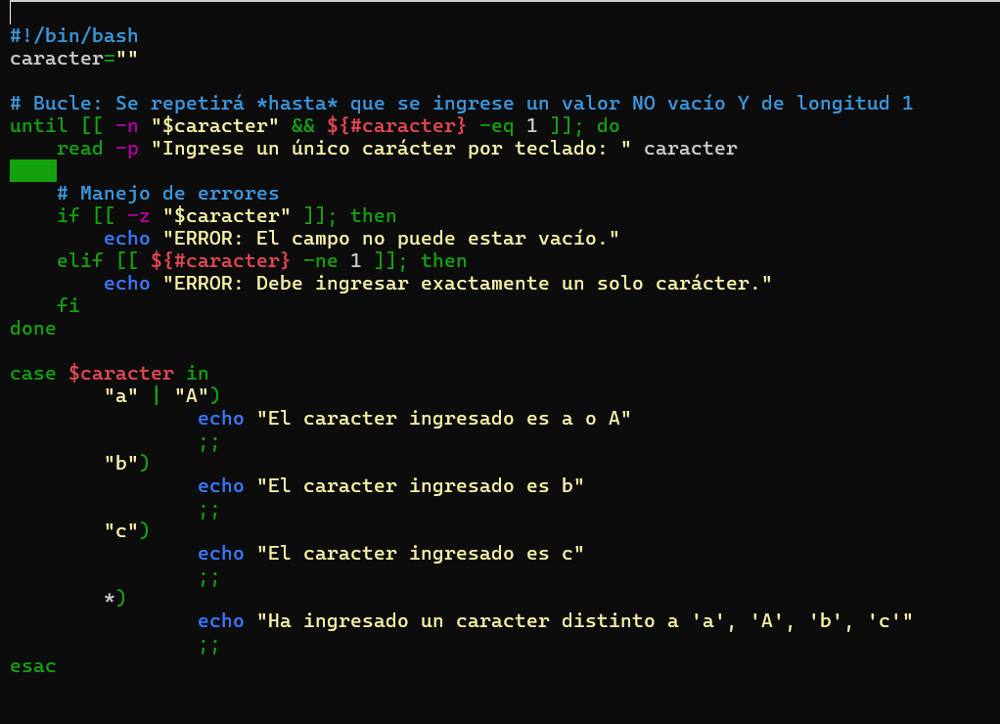 #!/bin/bash
caracter=""
# Bucle: Se repetirá *hasta* que se ingrese un valor NO vacío Y de longitud 1
until [[ -n "$caracter" && ${#caracter} -eq 1 ]]; do
    read -p "Ingrese un único carácter por teclado: " caracter
    # Manejo de errores
    if [[ -z "$caracter" ]]; then
        echo "ERROR: El campo no puede estar vacío."
    elif [[ ${#caracter} -ne 1 ]]; then
        echo "ERROR: Debe ingresar exactamente un solo carácter."
    fi
done
case $caracter in
        "a" | "A")
                echo "El caracter ingresado es a o A"
                ;;
        "b")
                echo "El caracter ingresado es b"
                ;;
        "c")
                echo "El caracter ingresado es c"
                ;;
        *)
                echo "Ha ingresado un caracter distinto a 'a', 'A', 'b', 'c'"
                ;;
esac